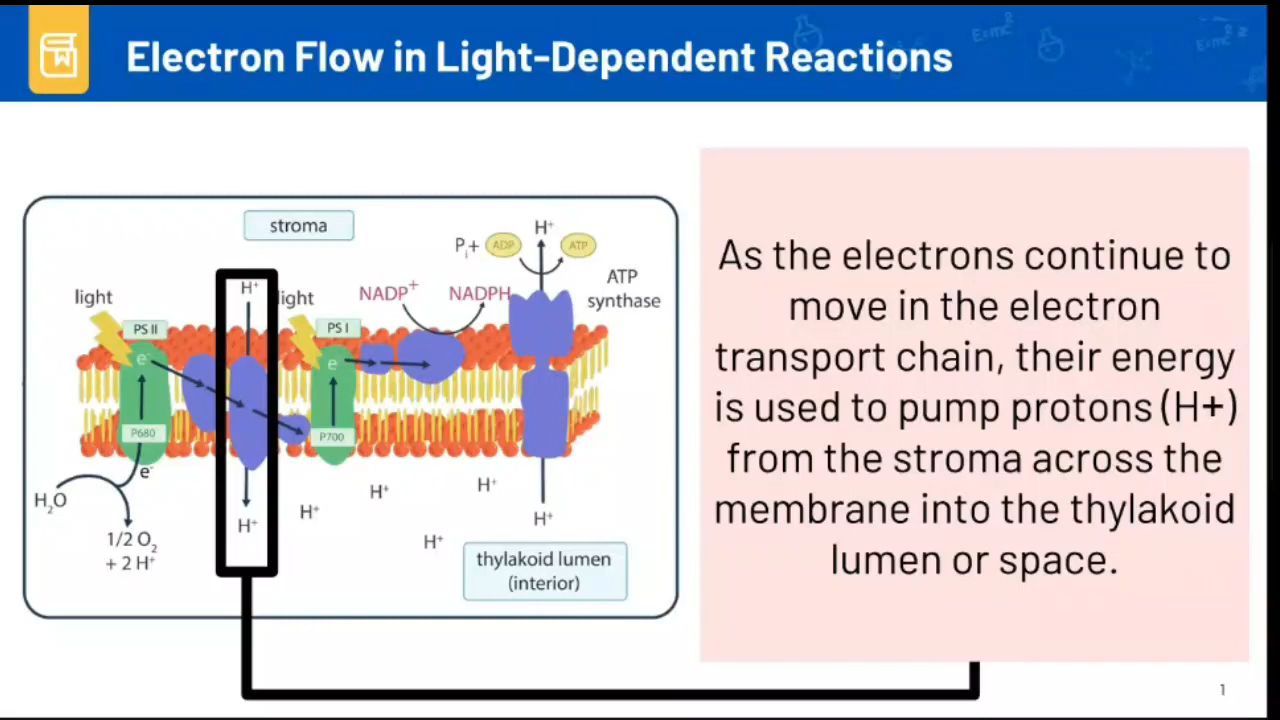 Electron Flow in Light-Dependent Reactions
E=mc²
stroma
H⁺
P + ADP ATP
i
ATP
synthase
light
H⁺
light
NADP⁺
NADPH
PS II
PS I
e⁻
e⁻
P680
P700
e⁻
H₂O
H⁺
H⁺
H⁺
H⁺
H⁺
H⁺
1/2 O₂
+ 2 H⁺
thylakoid lumen
(interior)
As the electrons continue to
move in the electron
transport chain, their energy
is used to pump protons (H+)
from the stroma across the
membrane into the thylakoid
lumen or space.
1